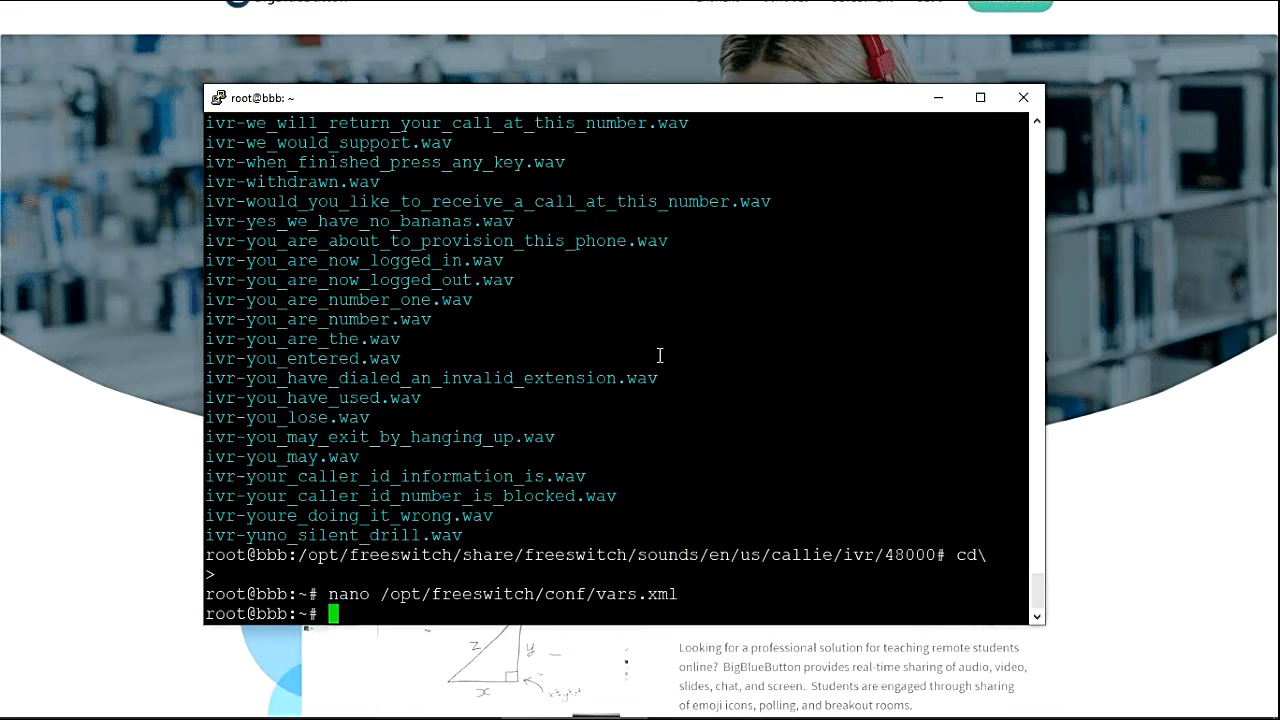 root@bbb: ~
ivr-we_will_return_your_call_at_this_number.wav
ivr-we_would_support.wav
ivr-when_finished_press_any_key.wav
ivr-withdrawn.wav
ivr-would_you_like_to_receive_a_call_at_this_number.wav
ivr-yes_we_have_no_bananas.wav
ivr-you_are_about_to_provision_this_phone.wav
ivr-you_are_now_logged_in.wav
ivr-you_are_now_logged_out.wav
ivr-you_are_number_one.wav
ivr-you_are_number.wav
ivr-you_are_the.wav
ivr-you_entered.wav
ivr-you_have_dialed_an_invalid_extension.wav
ivr-you_have_used.wav
ivr-you_lose.wav
ivr-you_may_exit_by_hanging_up.wav
ivr-you_may.wav
ivr-your_caller_id_information_is.wav
ivr-your_caller_id_number_is_blocked.wav
ivr-youre_doing_it_wrong.wav
ivr-yuno_silent_drill.wav
root@bbb:/opt/freeswitch/share/freeswitch/sounds/en/us/callie/ivr/48000# cd\
>
root@bbb:~# nano /opt/freeswitch/conf/vars.xml
root@bbb:~#
z
y
x
Looking for a professional solution for teaching remote students
online? BigBlueButton provides real-time sharing of audio, video,
slides, chat, and screen. Students are engaged through sharing
of emoji icons, polling, and breakout rooms.